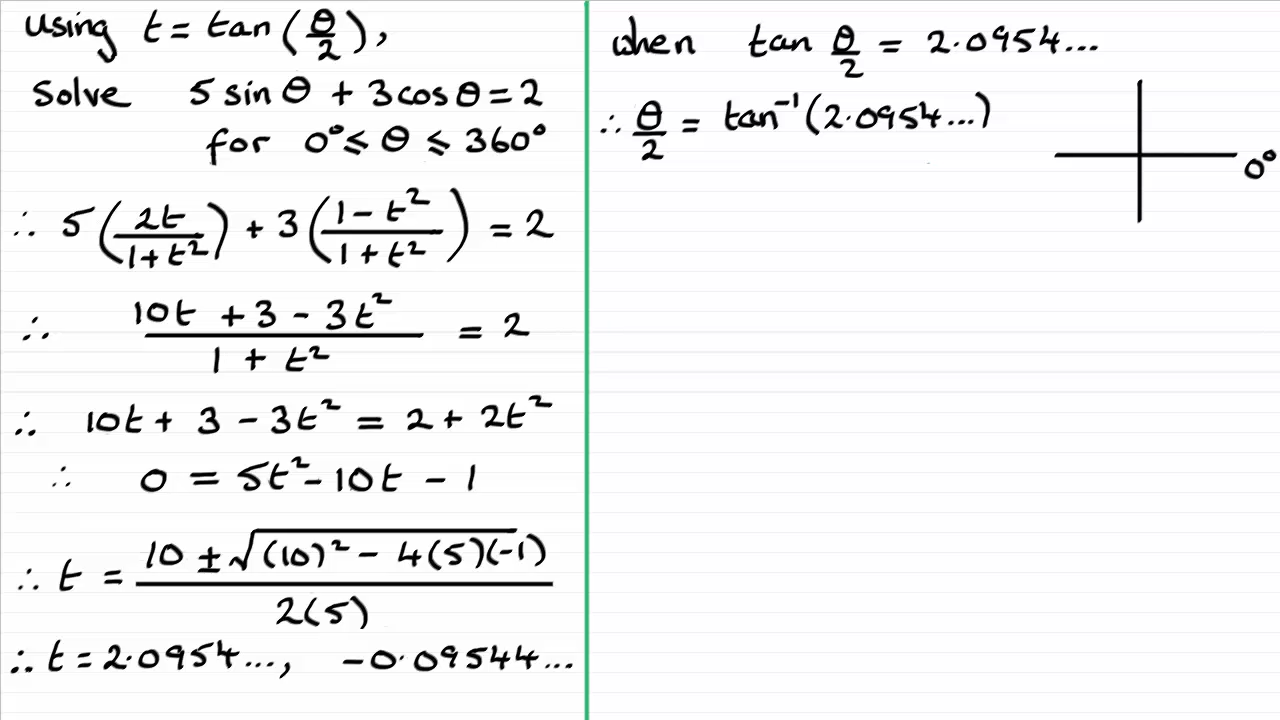 Using t = tan(θ/2),
Solve 5 sin θ + 3 cos θ = 2
for 0° ≤ θ ≤ 360°
∴ 5(2t/(1+t²)) + 3((1-t²)/(1+t²)) = 2
∴ (10t + 3 - 3t²)/(1 + t²) = 2
∴ 10t + 3 - 3t² = 2 + 2t²
∴ 0 = 5t² - 10t - 1
∴ t = (10 ± √((10)² - 4(5)(-1)))/(2(5))
∴ t = 2.0954..., -0.09544...
when tan θ/2 = 2.0954...
∴ θ/2 = tan⁻¹(2.0954...)
0°